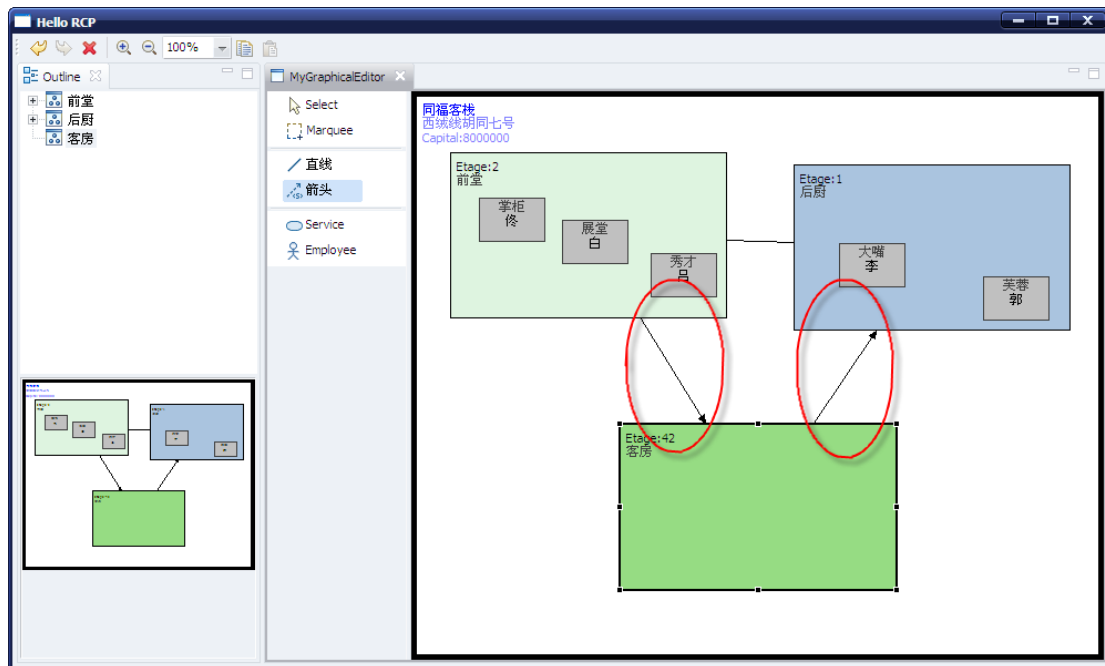 Hello RCP
100%
Outline
前堂
后厨
客房
MyGraphicalEditor
Select
Marquee
直线
箭头
Service
Employee
同福客栈
西绒线胡同七号
Capital:8000000
Etage:2
前堂
掌柜
佟
展堂
白
秀才
吕
Etage:1
后厨
大嘴
李
芙蓉
郭
Etage:42
客房